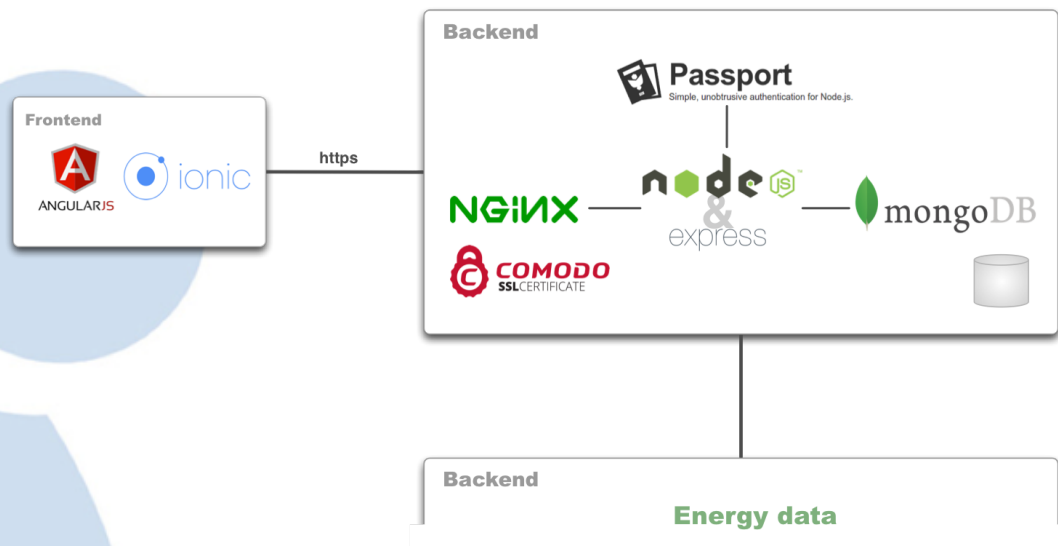 Backend
Passport
Simple, unobtrusive authentication for Node.js.
Frontend
ANGULARJS
ionic
https
NGiNX
node JS ™
&
express
mongoDB
COMODO
SSLCERTIFICATE
Backend
Energy data